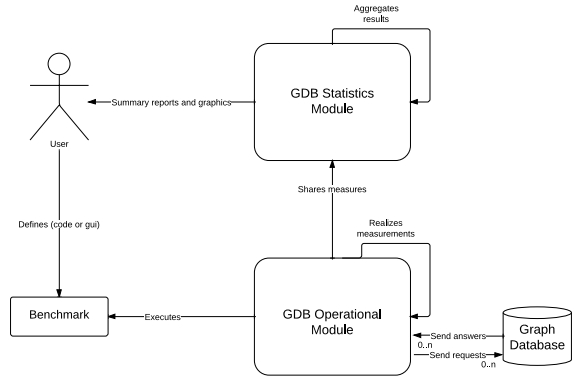 Aggregates
results
GDB Statistics
Module
Summary reports and graphics
User
Shares measures
Defines (code or gui)
Realizes
measurements
Benchmark
Executes
GDB Operational
Module
Send answers
0..n
Send requests
0..n
Graph
Database